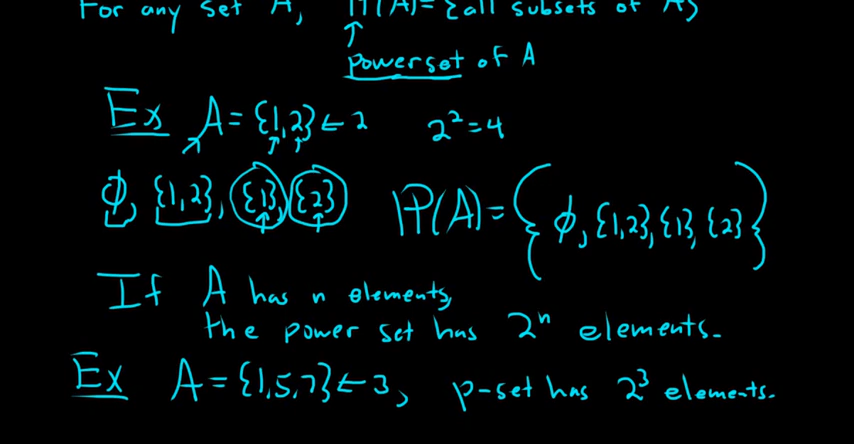 For any set A, ℙ(A)={all subsets of A}
↑
powerset of A
Ex A={1,2}←2 2²=4
ϕ, {1,2}, {1}, {2} ℙ(A)={ϕ,{1,2},{1},{2}}
If A has n elements,
the power set has 2ⁿ elements.
Ex A={1,5,7}←3, p-set has 2³ elements.